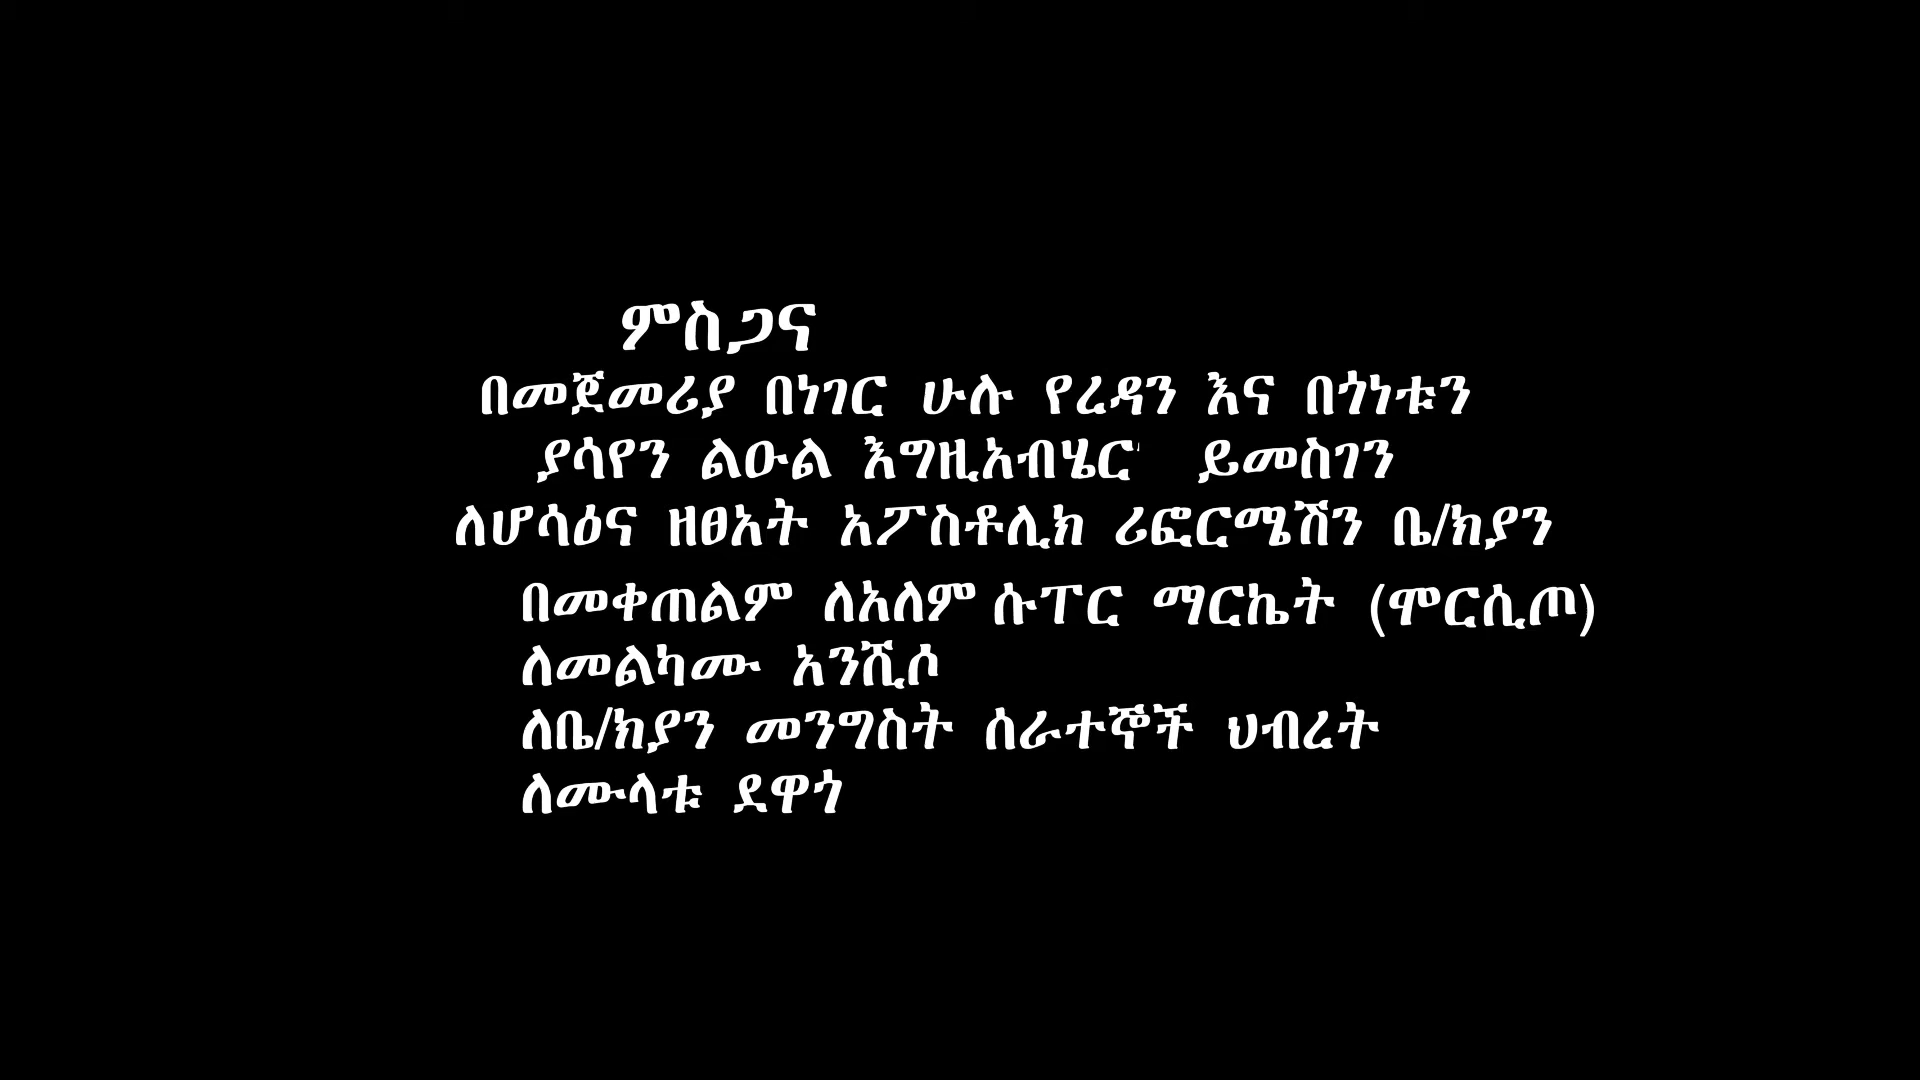 ምስጋና
በመጀመሪያ በነገር ሁሉ የረዳን እና በጎነቱን
ያሳየን ልዑል እግዚአብሄር ይመስገን
ለሆሳዕና ዘፀአት አፖስቶሊክ ሪፎርሜሽን ቤ/ክያን
በመቀጠልም ለአለም ሱፐር ማርኬት (ሞርሲጦ)
ለመልካሙ አንሺሶ
ለቤ/ክያን መንግስት ሰራተኞች ህብረት
ለሙላቱ ደዋጎ